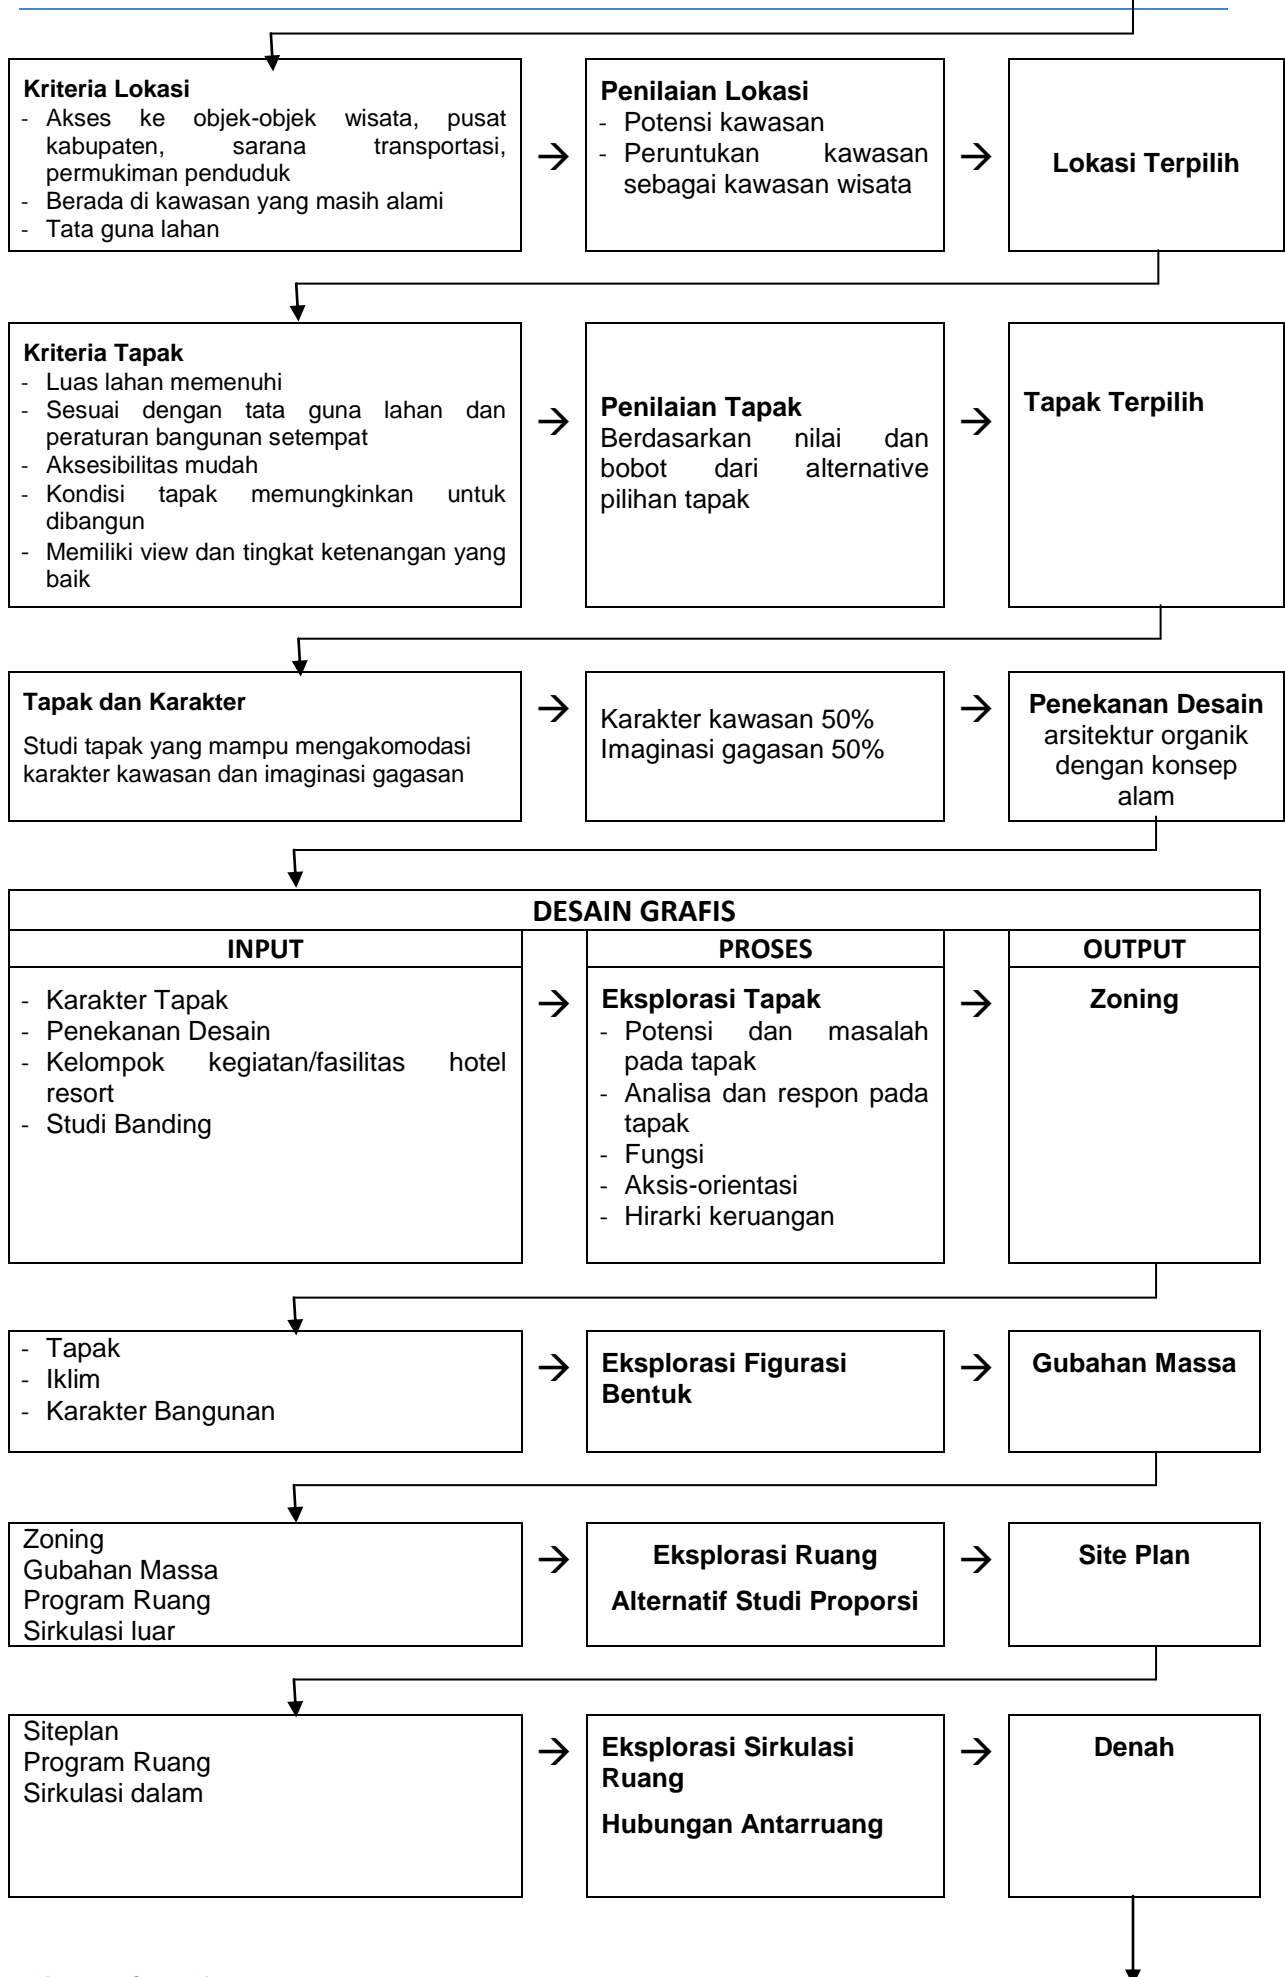 Kriteria Lokasi
- Akses ke objek-objek wisata, pusat
kabupaten, sarana transportasi,
permukiman penduduk
- Berada di kawasan yang masih alami
- Tata guna lahan
→
Penilaian Lokasi
- Potensi kawasan
- Peruntukan kawasan
sebagai kawasan wisata
→
Lokasi Terpilih
Kriteria Tapak
- Luas lahan memenuhi
- Sesuai dengan tata guna lahan dan
peraturan bangunan setempat
- Aksesibilitas mudah
- Kondisi tapak memungkinkan untuk
dibangun
- Memiliki view dan tingkat ketenangan yang
baik
→
Penilaian Tapak
Berdasarkan nilai dan
bobot dari alternative
pilihan tapak
→
Tapak Terpilih
Tapak dan Karakter
Studi tapak yang mampu mengakomodasi
karakter kawasan dan imaginasi gagasan
→
Karakter kawasan 50%
Imaginasi gagasan 50%
→
Penekanan Desain
arsitektur organik
dengan konsep
alam
DESAIN GRAFIS
INPUT
PROSES
OUTPUT
- Karakter Tapak
- Penekanan Desain
- Kelompok kegiatan/fasilitas hotel
resort
- Studi Banding
→
Eksplorasi Tapak
- Potensi dan masalah
pada tapak
- Analisa dan respon pada
tapak
- Fungsi
- Aksis-orientasi
- Hirarki keruangan
→
Zoning
- Tapak
- Iklim
- Karakter Bangunan
→
Eksplorasi Figurasi
Bentuk
→
Gubahan Massa
Zoning
Gubahan Massa
Program Ruang
Sirkulasi luar
→
Eksplorasi Ruang
Alternatif Studi Proporsi
→
Site Plan
Siteplan
Program Ruang
Sirkulasi dalam
→
Eksplorasi Sirkulasi
Ruang
Hubungan Antarruang
→
Denah